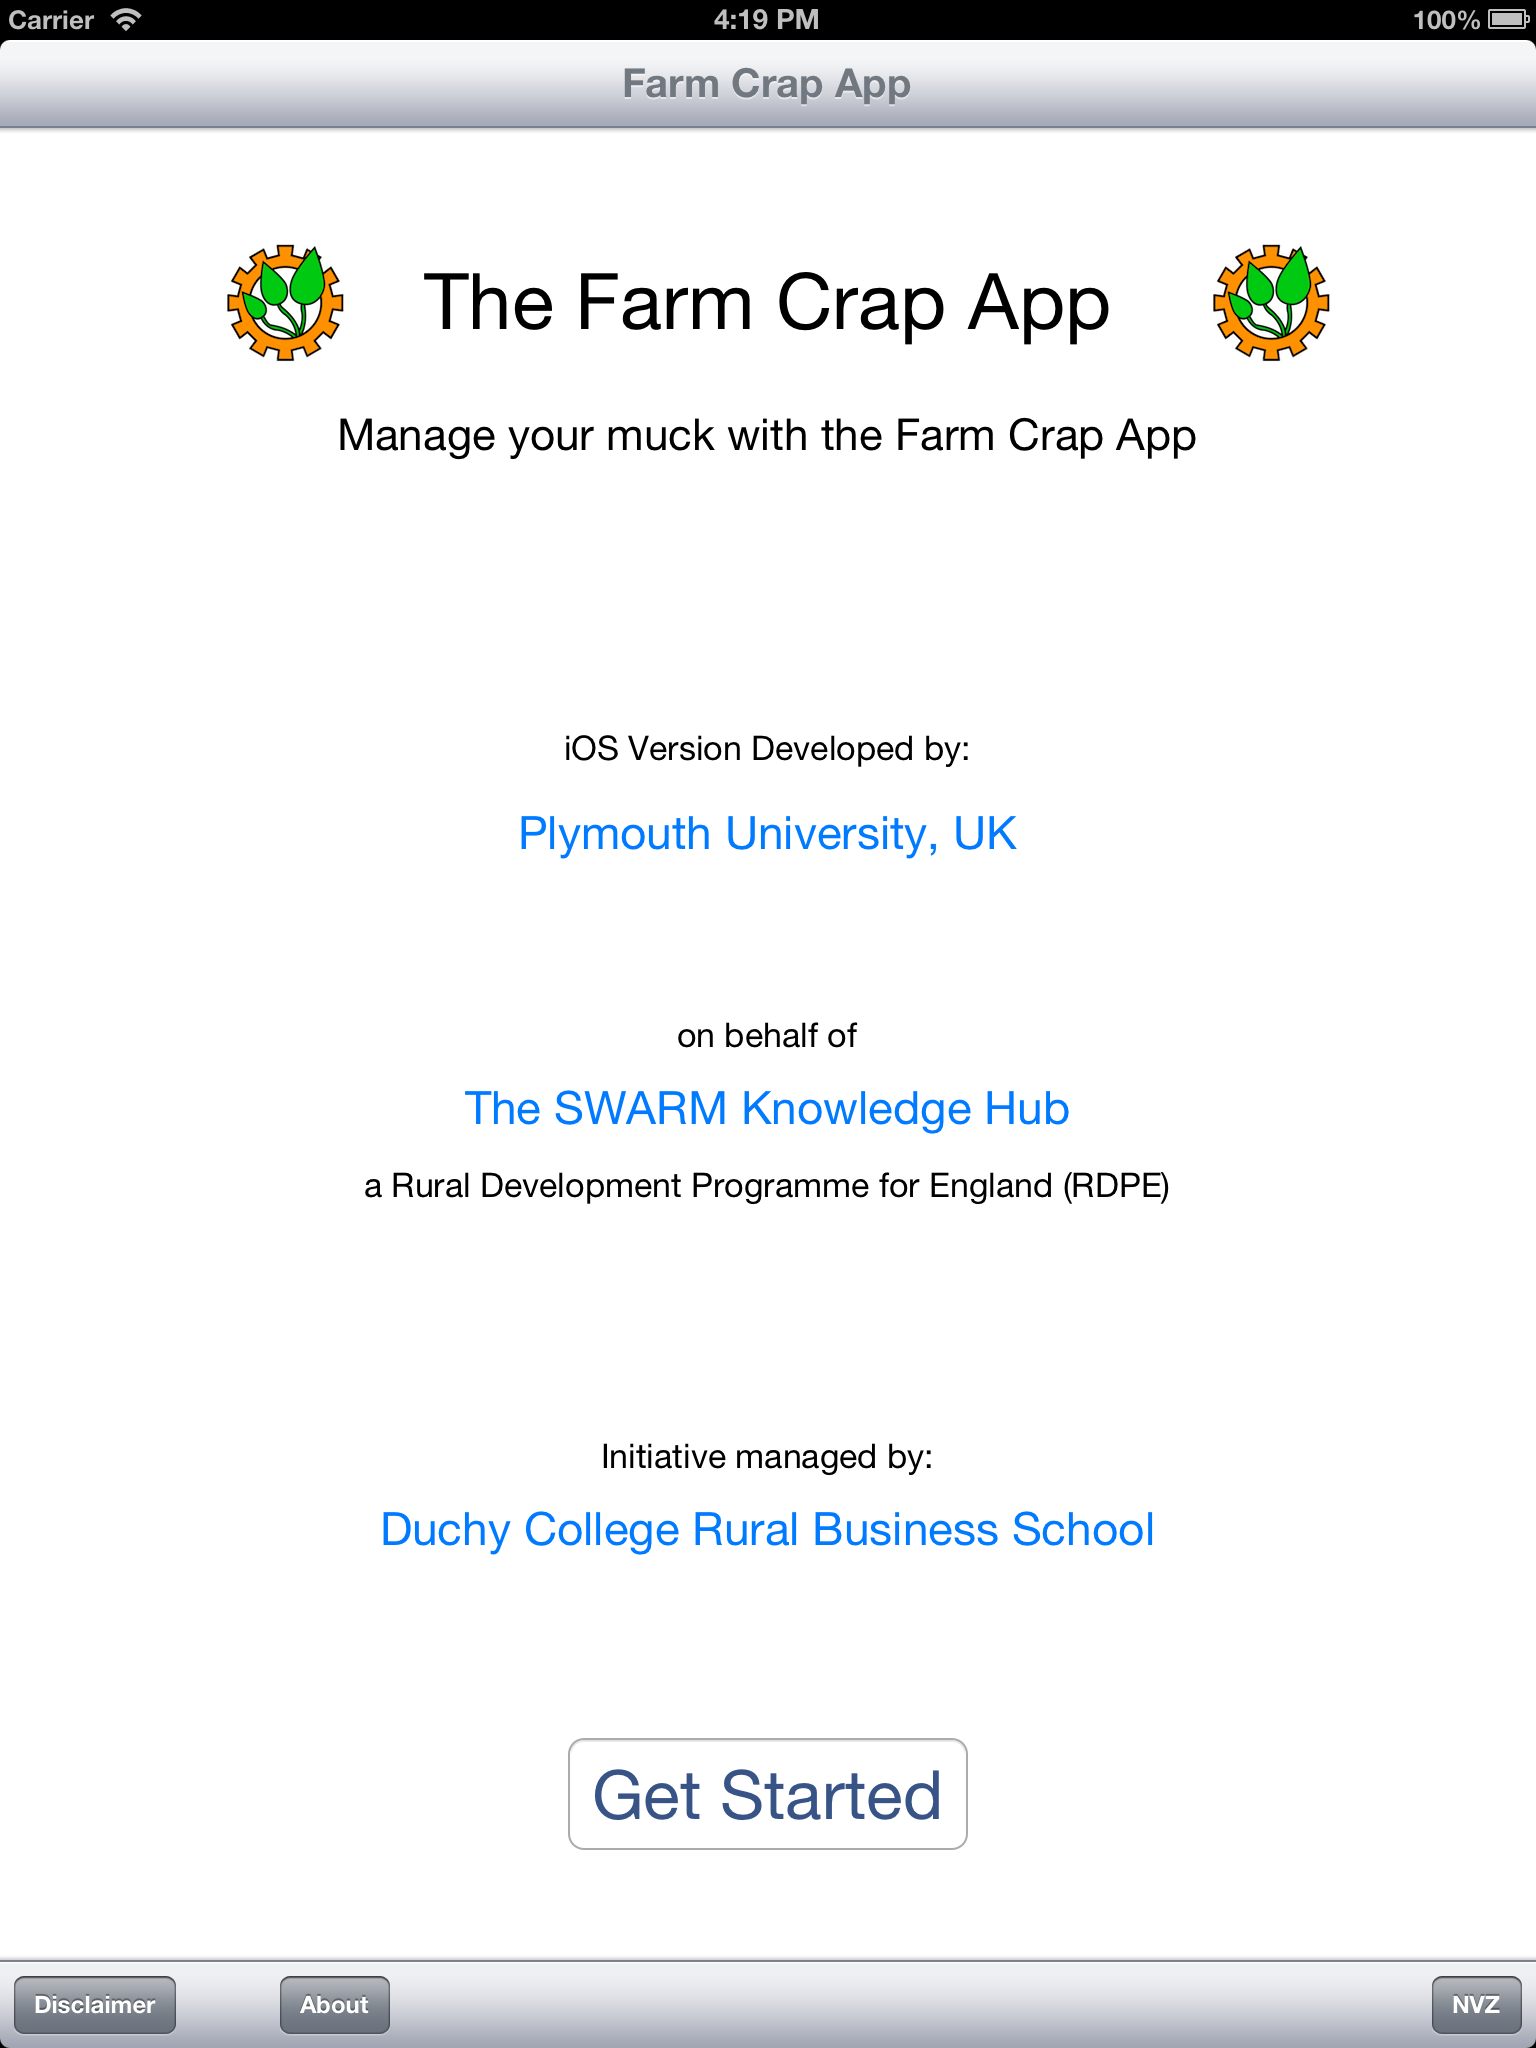 Carrier 4:19 PM 100%
Farm Crap App
The Farm Crap App
Manage your muck with the Farm Crap App
iOS Version Developed by:
Plymouth University, UK
on behalf of
The SWARM Knowledge Hub
a Rural Development Programme for England (RDPE)
Initiative managed by:
Duchy College Rural Business School
Get Started
Disclaimer About NVZ